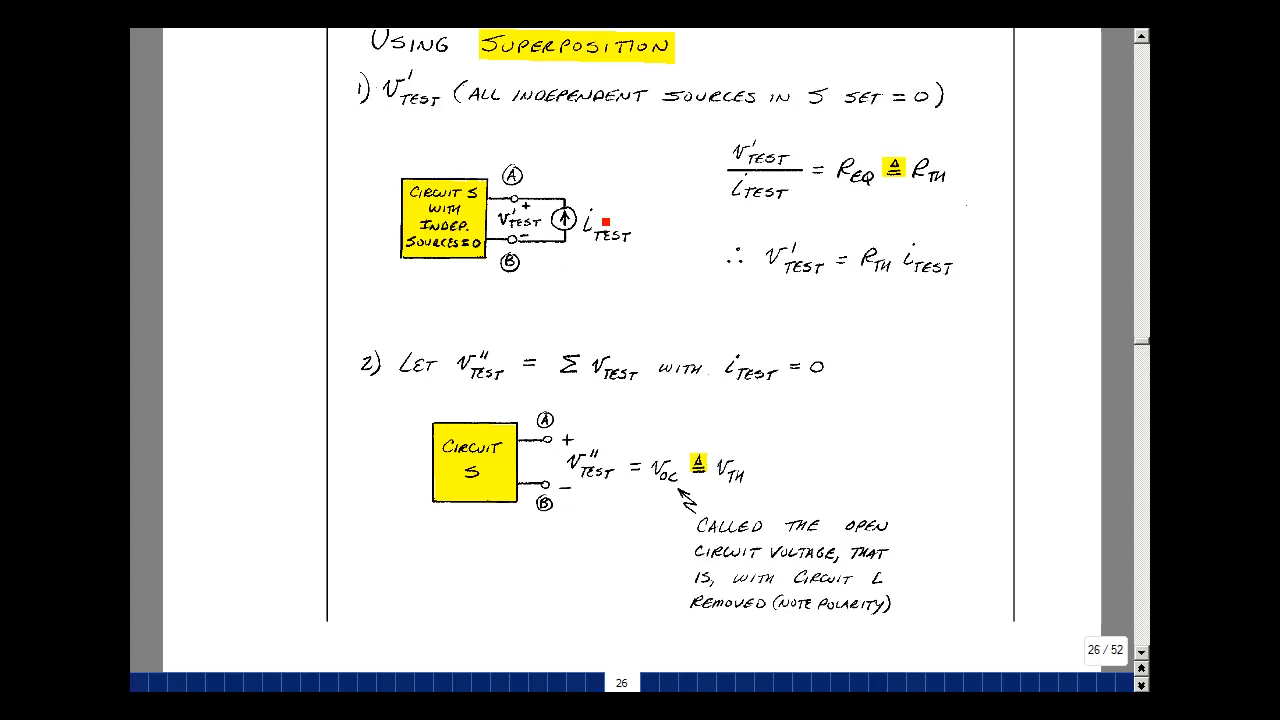 USING SUPERPOSITION
1) V'TEST (ALL INDEPENDENT SOURCES IN S SET = 0)
V'TEST / iTEST = REQ ≜ RTH
A
CIRCUIT S
WITH
INDEP.
SOURCES=0
+
V'TEST
−
iTEST
B
∴ V'TEST = RTH iTEST
2) LET V''TEST = Σ VTEST WITH iTEST = 0
A
CIRCUIT
S
+
V''TEST = VOC ≜ VTH
−
B
CALLED THE OPEN
CIRCUIT VOLTAGE, THAT
IS, WITH CIRCUIT L
REMOVED (NOTE POLARITY)
26 / 52
26